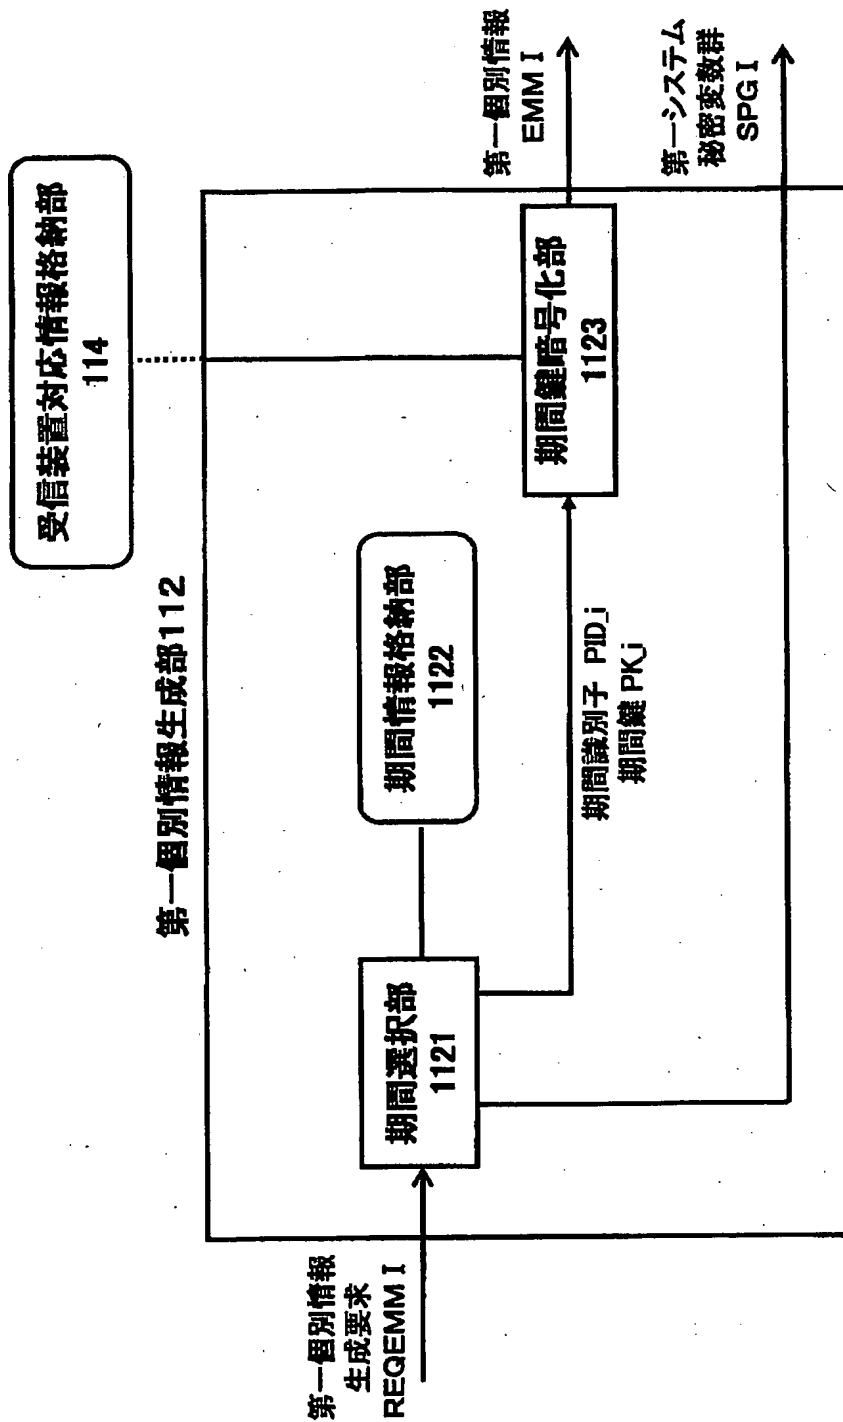 受信装置対応情報格納部
114
第一個別情報生成部112
第一個別情報
生成要求
REQEMM I
期間選択部
1121
期間情報格納部
1122
期間識別子 PID_i
期間鍵 PK_i
期間鍵暗号化部
1123
第一個別情報
EMM I
第一システム
秘密変数群
SPG I